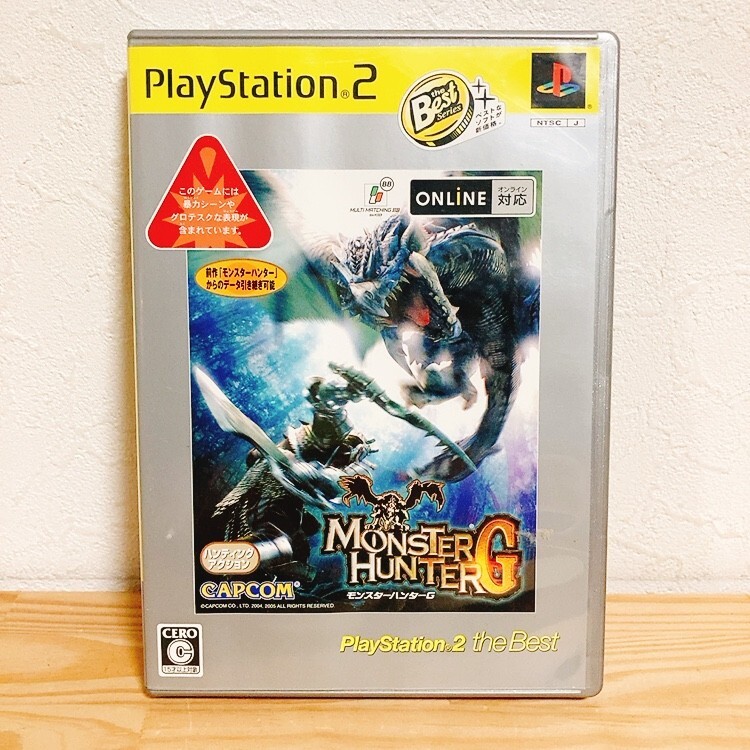 PlayStation®2
the
Best
Series
ながくベスト
ソフト
新価格
NTSC J
このゲームには
暴力シーンや
グロテスクな表現が
含まれています。
BB
MULTI MATCHING BB
ONLiNE
オンライン
対応
前作「モンスターハンター」
からのデータ引き継ぎ可能
MONSTER
HUNTER G
モンスターハンターG
ハンティング
アクション
CAPCOM
©CAPCOM CO., LTD. 2004, 2005 ALL RIGHTS RESERVED.
PlayStation®2 the Best
CERO
C
15才以上対象